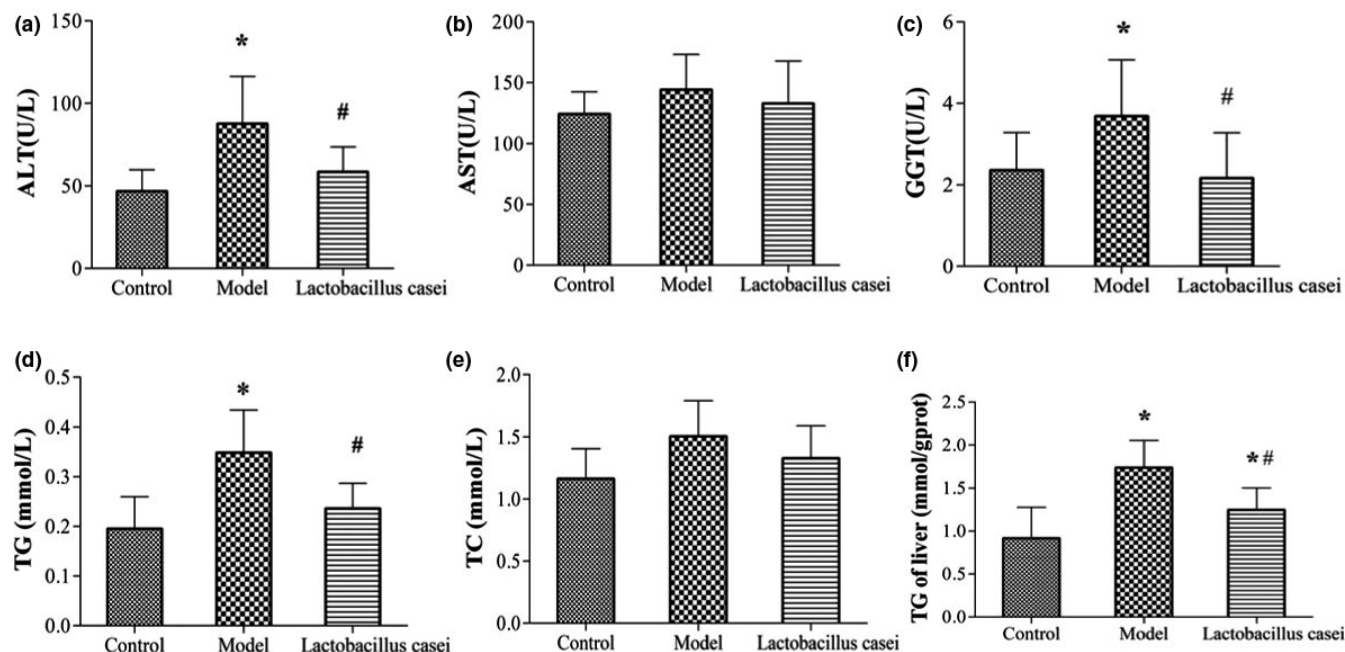 (a)
ALT(U/L)
150
100
50
0
*
#
Control Model Lactobacillus casei
(b)
AST(U/L)
200
150
100
50
0
Control Model Lactobacillus casei
(c)
GGT(U/L)
6
4
2
0
*
#
Control Model Lactobacillus casei
(d)
TG (mmol/L)
0.5
0.4
0.3
0.2
0.1
0.0
*
#
Control Model Lactobacillus casei
(e)
TC (mmol/L)
2.0
1.5
1.0
0.5
0.0
Control Model Lactobacillus casei
(f)
TG of liver (mmol/gprot)
2.5
2.0
1.5
1.0
0.5
0.0
*
* #
Control Model Lactobacillus casei